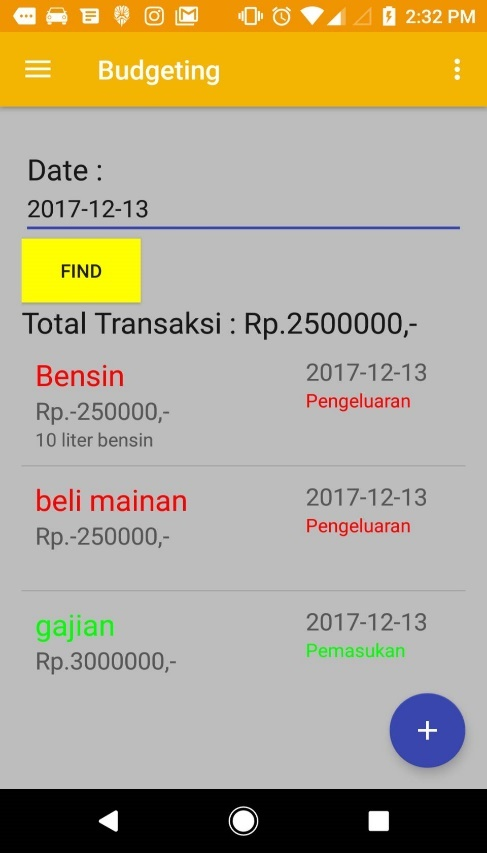 2:32 PM
Budgeting
Date :
2017-12-13
FIND
Total Transaksi : Rp.2500000,-
Bensin
2017-12-13
Rp.-250000,-
Pengeluaran
10 liter bensin
beli mainan
2017-12-13
Rp.-250000,-
Pengeluaran
gajian
2017-12-13
Rp.3000000,-
Pemasukan
+